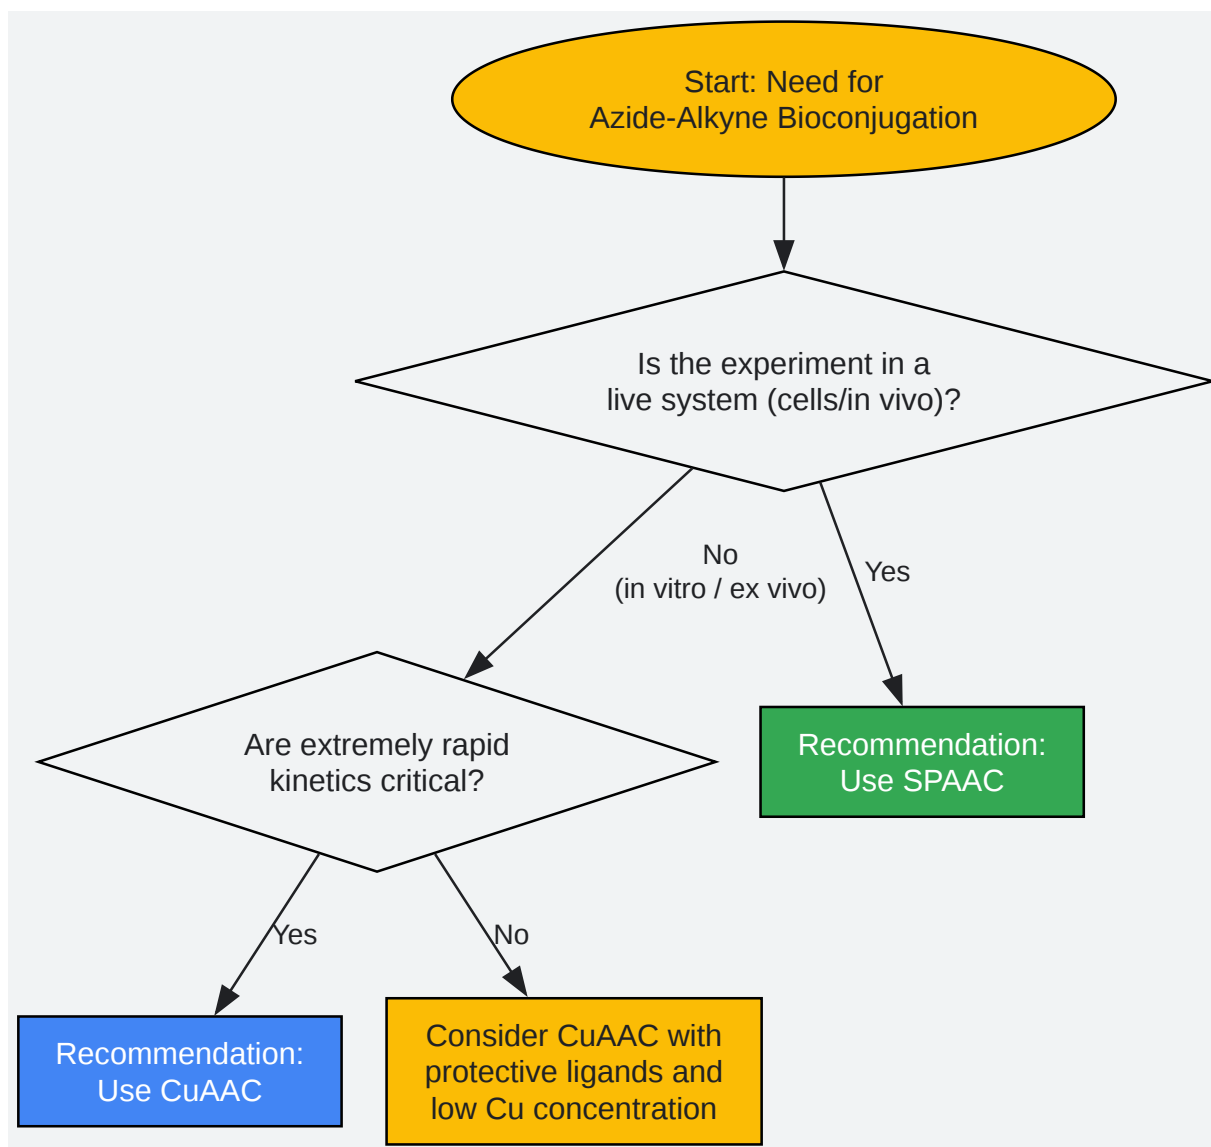 Start: Need for
Azide-Alkyne Bioconjugation
Is the experiment in a
live system (cells/in vivo)?
No
(in vitro / ex vivo)
Yes
Are extremely rapid
kinetics critical?
Recommendation:
Use SPAAC
Yes
No
Recommendation:
Use CuAAC
Consider CuAAC with
protective ligands and
low Cu concentration